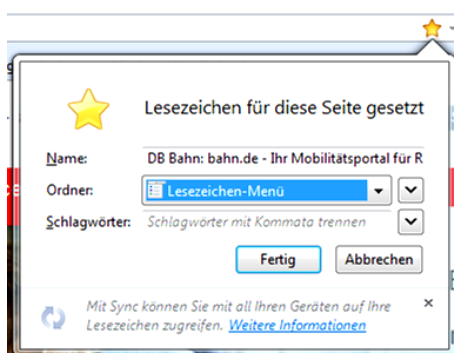 Lesezeichen für diese Seite gesetzt
Name: DB Bahn: bahn.de - Ihr Mobilitätsportal für R
Ordner: Lesezeichen-Menü
Schlagwörter: Schlagwörter mit Kommata trennen
Fertig Abbrechen
Mit Sync können Sie mit all Ihren Geräten auf Ihre
Lesezeichen zugreifen. Weitere Informationen